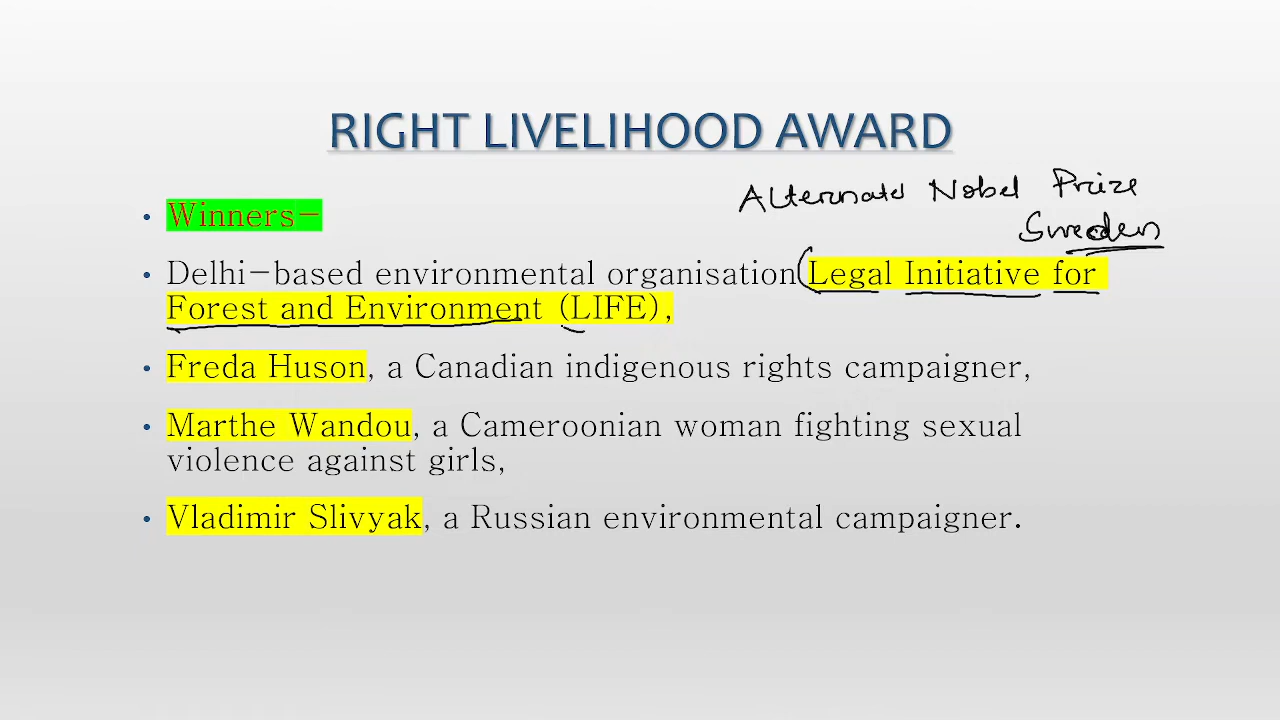 RIGHT LIVELIHOOD AWARD
Alternate Nobel Prize
• Winners-
Sweden
• Delhi-based environmental organisation (Legal Initiative for
Forest and Environment (LIFE),
• Freda Huson, a Canadian indigenous rights campaigner,
• Marthe Wandou, a Cameroonian woman fighting sexual
violence against girls,
• Vladimir Slivyak, a Russian environmental campaigner.